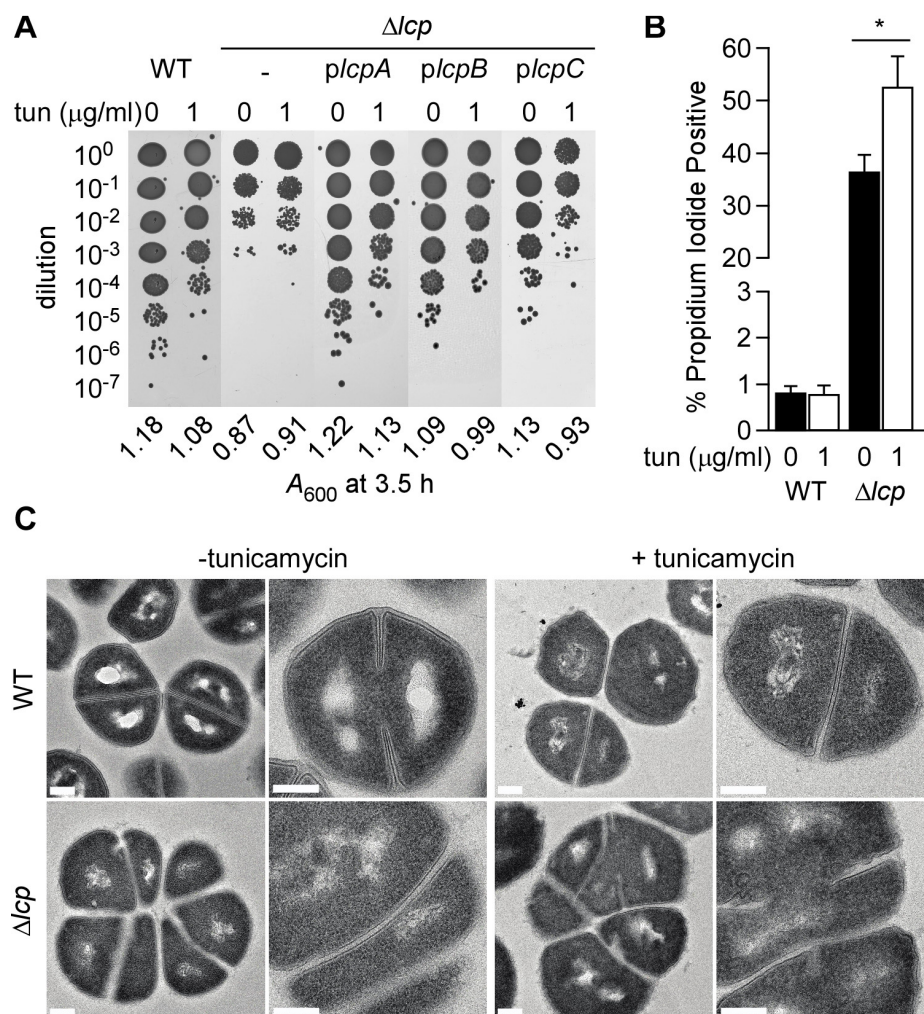 A
Δlcp
WT - plcpA plcpB plcpC
tun (μg/ml) 0 1 0 1 0 1 0 1 0 1
dilution
10⁰
10⁻¹
10⁻²
10⁻³
10⁻⁴
10⁻⁵
10⁻⁶
10⁻⁷
1.18 1.08 0.87 0.91 1.22 1.13 1.09 0.99 1.13 0.93
A₆₀₀ at 3.5 h
B
% Propidium Iodide Positive
60
50
40
30
20
3
2
1
0
*
tun (μg/ml) 0 1 0 1
WT Δlcp
C
-tunicamycin + tunicamycin
WT
Δlcp